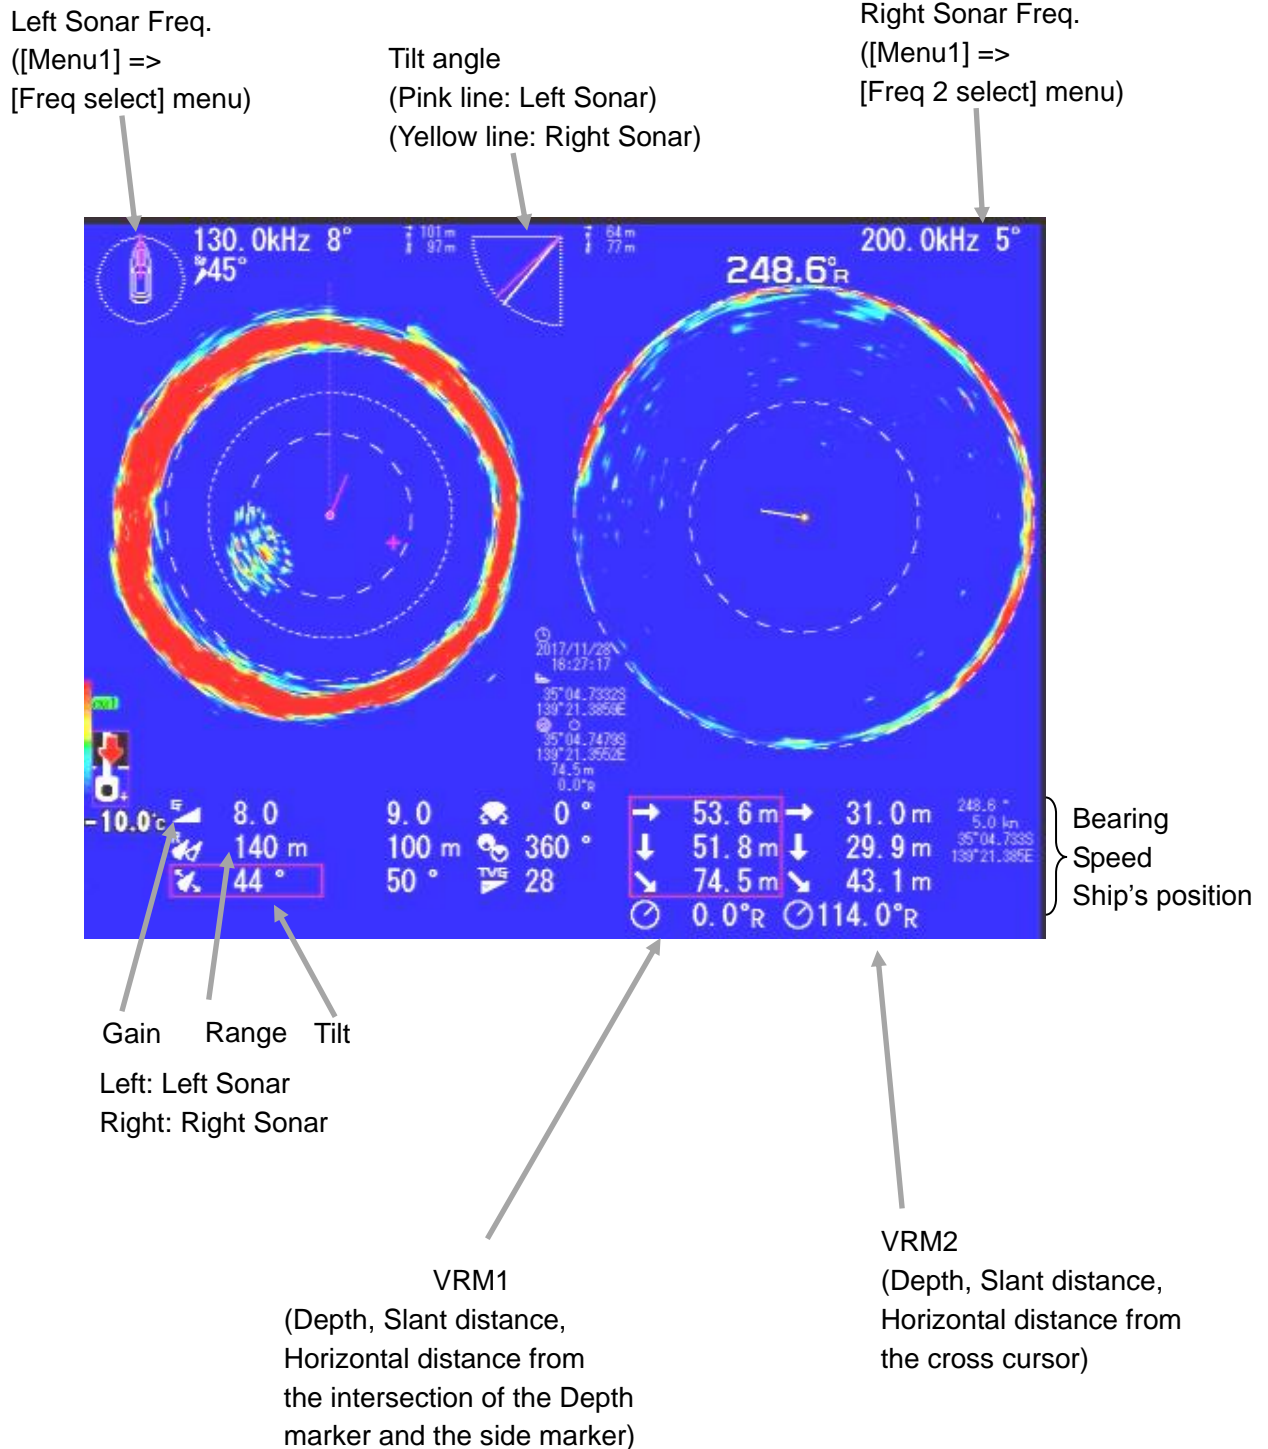 Left Sonar Freq.
([Menu1] =>
[Freq select] menu)
Tilt angle
(Pink line: Left Sonar)
(Yellow line: Right Sonar)
Right Sonar Freq.
([Menu1] =>
[Freq 2 select] menu)
130.0kHz 8°
45°
101m
97m
64m
77m
200.0kHz 5°
248.6°R
2017/11/28
16:27:17
35°04.7332S
139°21.3859E
35°04.7479S
139°21.3552E
74.5m
0.0°R
-10.0°c
8.0 9.0 0°
140 m 100 m 360°
44° 50° TVG 28
→ 53.6m → 31.0m
↓ 51.8m ↓ 29.9m
↘ 74.5m ↘ 43.1m
0.0°R 114.0°R
248.6°
5.0 kn
35°04.733S
139°21.385E
Bearing
Speed
Ship's position
Gain Range Tilt
Left: Left Sonar
Right: Right Sonar
VRM1
(Depth, Slant distance,
Horizontal distance from
the intersection of the Depth
marker and the side marker)
VRM2
(Depth, Slant distance,
Horizontal distance from
the cross cursor)